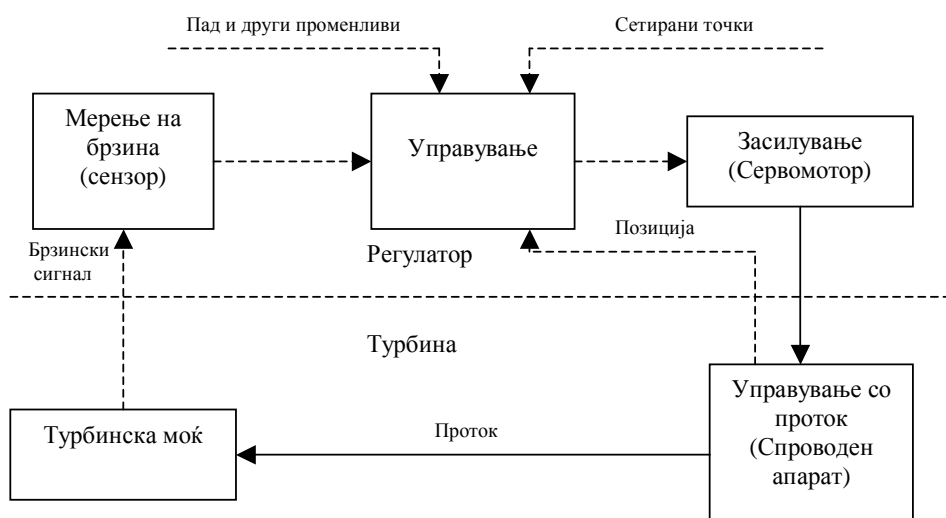 Пад и други променливи
Сетирани точки
Мерење на
брзина
(сензор)
Управување
Засилување
(Сервомотор)
Брзински
сигнал
Регулатор
Позиција
Турбина
Турбинска моќ
Проток
Управување со
проток
(Спроводен
апарат)